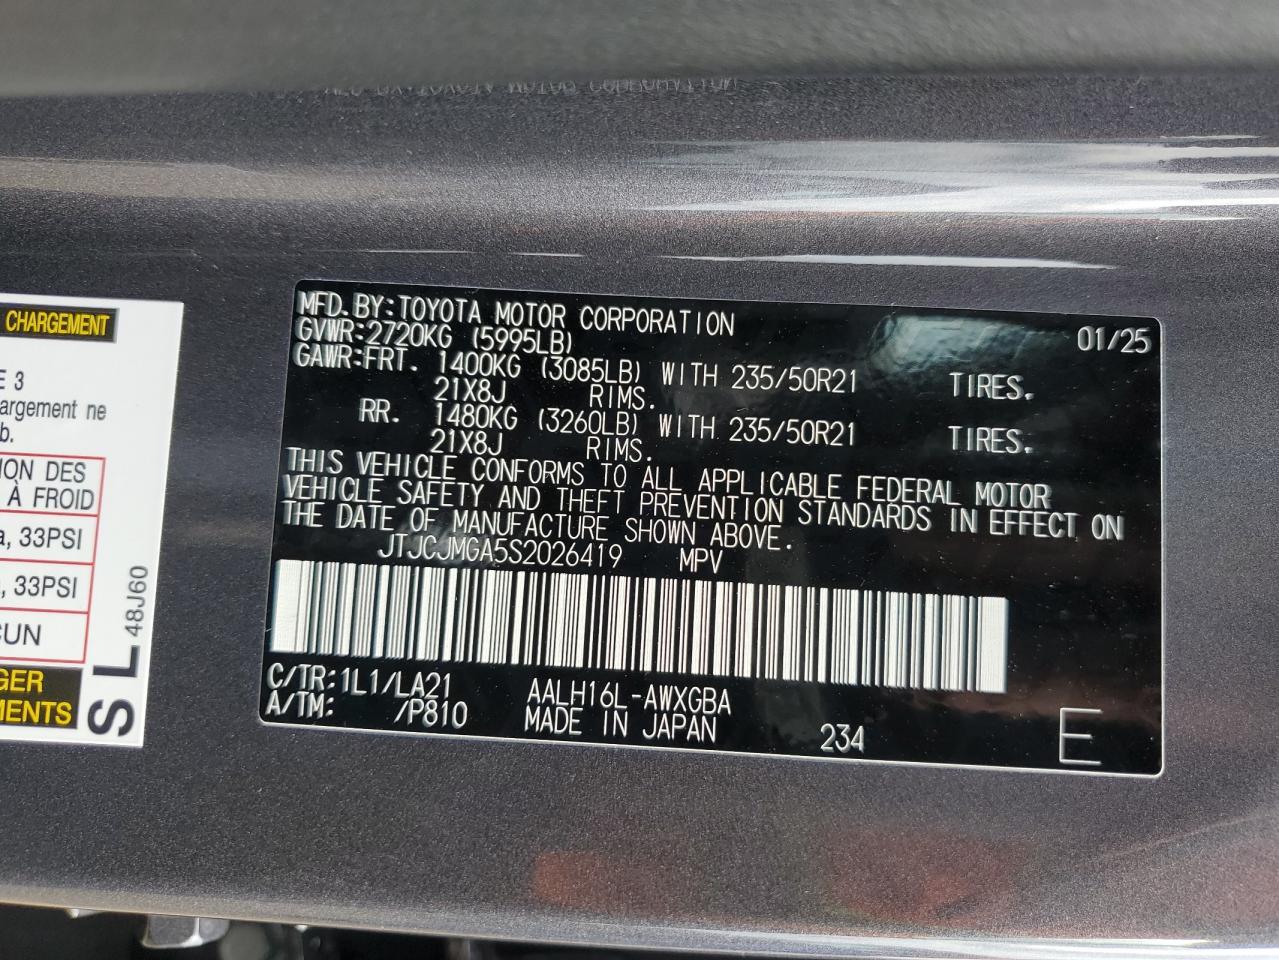 CHARGEMENT
E 3
argement ne
b.
ION DES
À FROID
a, 33PSI
, 33PSI
CUN
GER
MENTS
SL 48J60
MFD.BY:TOYOTA MOTOR CORPORATION 01/25
GVWR:2720KG (5995LB)
GAWR:FRT. 1400KG (3085LB) WITH 235/50R21 TIRES.
21X8J RIMS.
RR. 1480KG (3260LB) WITH 235/50R21 TIRES.
21X8J RIMS.
THIS VEHICLE CONFORMS TO ALL APPLICABLE FEDERAL MOTOR
VEHICLE SAFETY AND THEFT PREVENTION STANDARDS IN EFFECT ON
THE DATE OF MANUFACTURE SHOWN ABOVE.
JTJCJMGA5S2026419 MPV
C/TR:1L1/LA21 AALH16L-AWXGBA
A/TM: /P810 MADE IN JAPAN 234 E